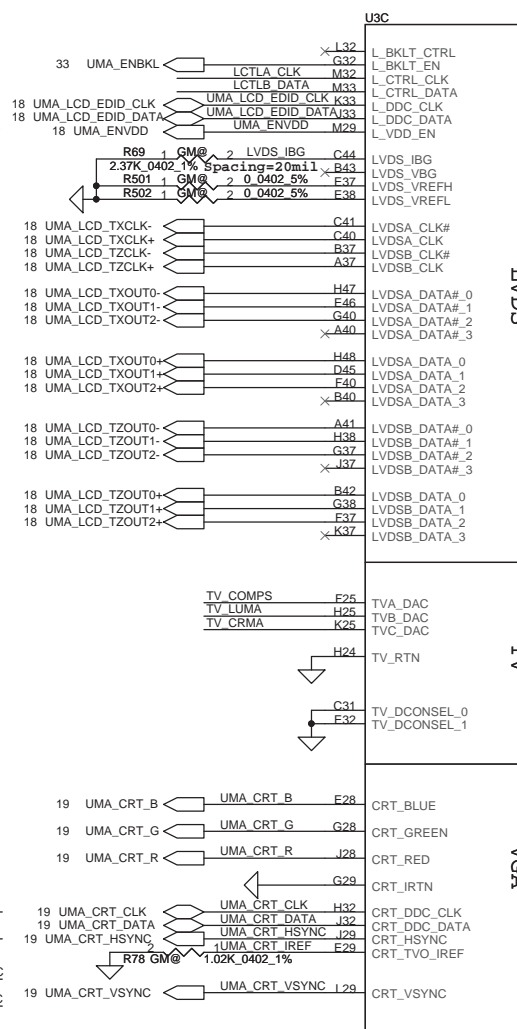 U3C
L32 L_BKLT_CTRL
33 UMA_ENBKL G32 L_BKLT_EN
LCTLA_CLK M32 L_CTRL_CLK
LCTLB_DATA M33 L_CTRL_DATA
18 UMA_LCD_EDID_CLK UMA_LCD_EDID_CLK K33 L_DDC_CLK
18 UMA_LCD_EDID_DATA UMA_LCD_EDID_DATA J33 L_DDC_DATA
18 UMA_ENVDD UMA_ENVDD M29 L_VDD_EN
R69 1 GM@ 2 LVDS_IBG C44 LVDS_IBG
2.37K_0402_1% Spacing=20mil B43 LVDS_VBG
R501 1 GM@ 2 0_0402_5% E37 LVDS_VREFH
R502 1 GM@ 2 0_0402_5% E38 LVDS_VREFL
18 UMA_LCD_TXCLK- C41 LVDSA_CLK#
18 UMA_LCD_TXCLK+ C40 LVDSA_CLK
18 UMA_LCD_TZCLK- B37 LVDSB_CLK#
18 UMA_LCD_TZCLK+ A37 LVDSB_CLK
18 UMA_LCD_TXOUT0- H47 LVDSA_DATA#_0
18 UMA_LCD_TXOUT1- E46 LVDSA_DATA#_1
18 UMA_LCD_TXOUT2- G40 LVDSA_DATA#_2
A40 LVDSA_DATA#_3
18 UMA_LCD_TXOUT0+ H48 LVDSA_DATA_0
18 UMA_LCD_TXOUT1+ D45 LVDSA_DATA_1
18 UMA_LCD_TXOUT2+ F40 LVDSA_DATA_2
B40 LVDSA_DATA_3
18 UMA_LCD_TZOUT0- A41 LVDSB_DATA#_0
18 UMA_LCD_TZOUT1- H38 LVDSB_DATA#_1
18 UMA_LCD_TZOUT2- G37 LVDSB_DATA#_2
J37 LVDSB_DATA#_3
18 UMA_LCD_TZOUT0+ B42 LVDSB_DATA_0
18 UMA_LCD_TZOUT1+ G38 LVDSB_DATA_1
18 UMA_LCD_TZOUT2+ F37 LVDSB_DATA_2
K37 LVDSB_DATA_3
TV_COMPS F25 TVA_DAC
TV_LUMA H25 TVB_DAC
TV_CRMA K25 TVC_DAC
H24 TV_RTN
C31 TV_DCONSEL_0
E32 TV_DCONSEL_1
19 UMA_CRT_B UMA_CRT_B E28 CRT_BLUE
19 UMA_CRT_G UMA_CRT_G G28 CRT_GREEN
19 UMA_CRT_R UMA_CRT_R J28 CRT_RED
G29 CRT_IRTN
19 UMA_CRT_CLK UMA_CRT_CLK H32 CRT_DDC_CLK
19 UMA_CRT_DATA UMA_CRT_DATA J32 CRT_DDC_DATA
19 UMA_CRT_HSYNC UMA_CRT_HSYNC J29 CRT_HSYNC
2 1 UMA_CRT_IREF E29 CRT_TVO_IREF
R78 GM@ 1.02K_0402_1%
19 UMA_CRT_VSYNC UMA_CRT_VSYNC L29 CRT_VSYNC